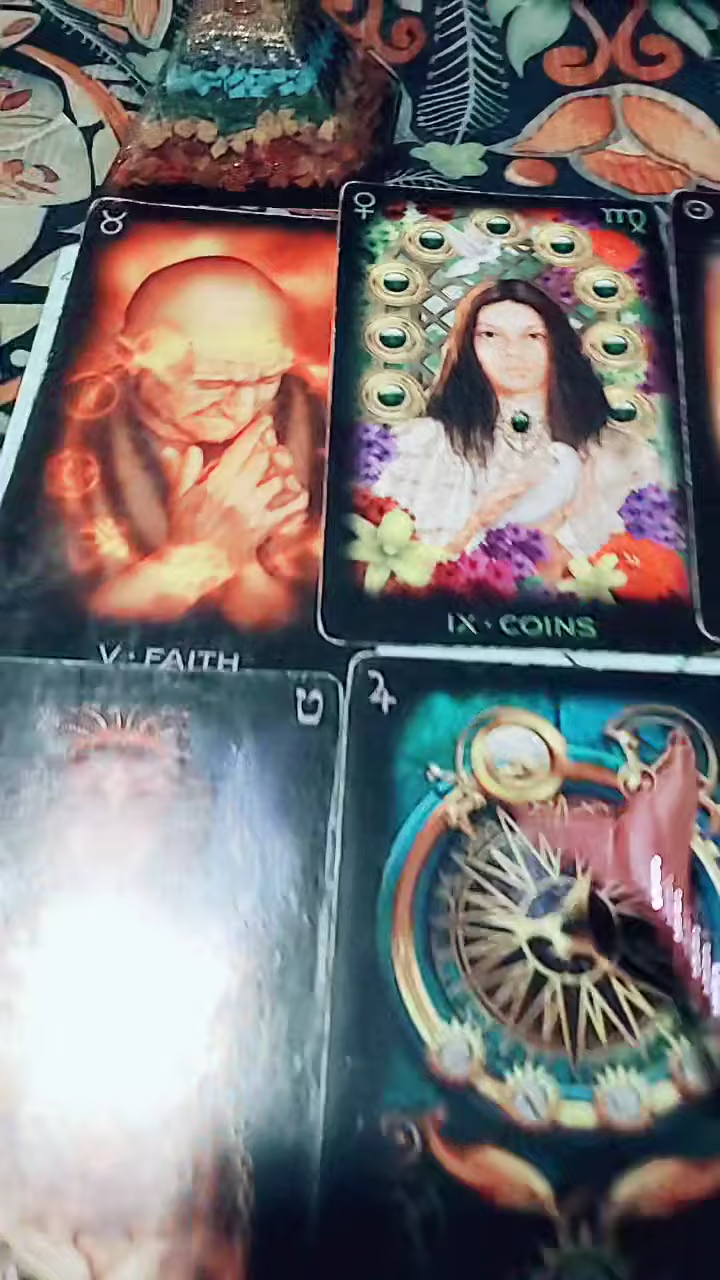 ♉
♀ ♍
☉
V · FAITH
IX · COINS
ט
♃